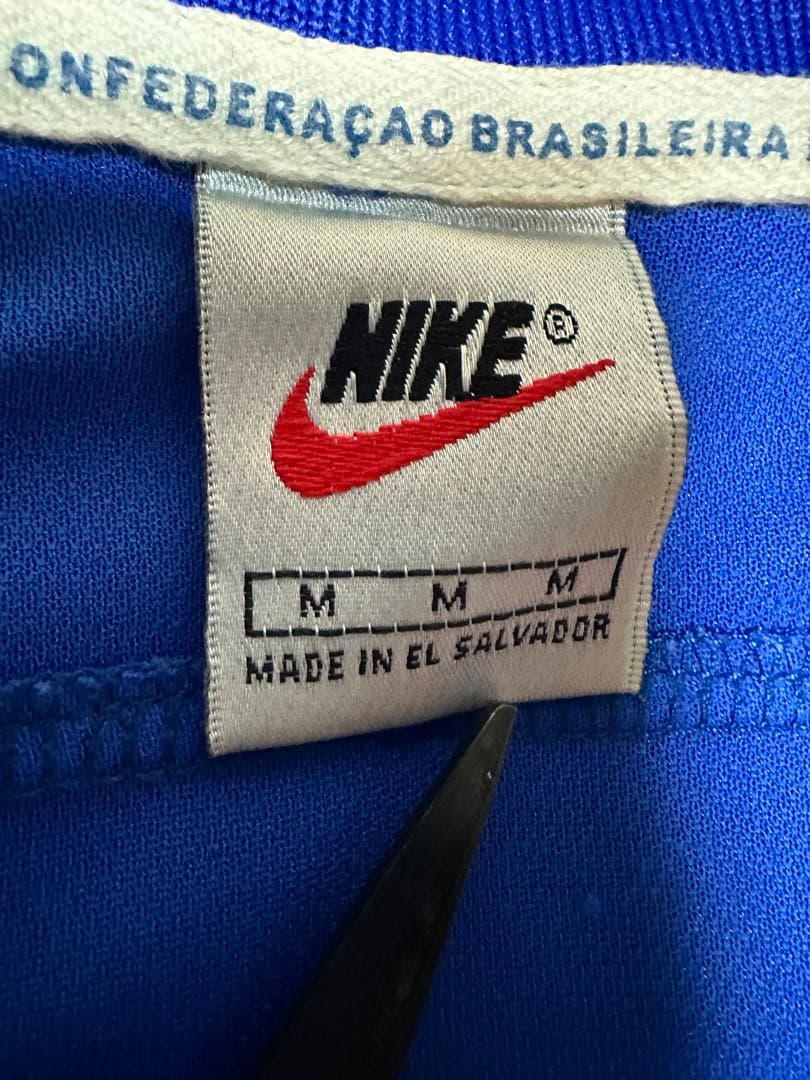 ONFEDERAÇAO BRASILEIRA
NIKE®
M M M
MADE IN EL SALVADOR